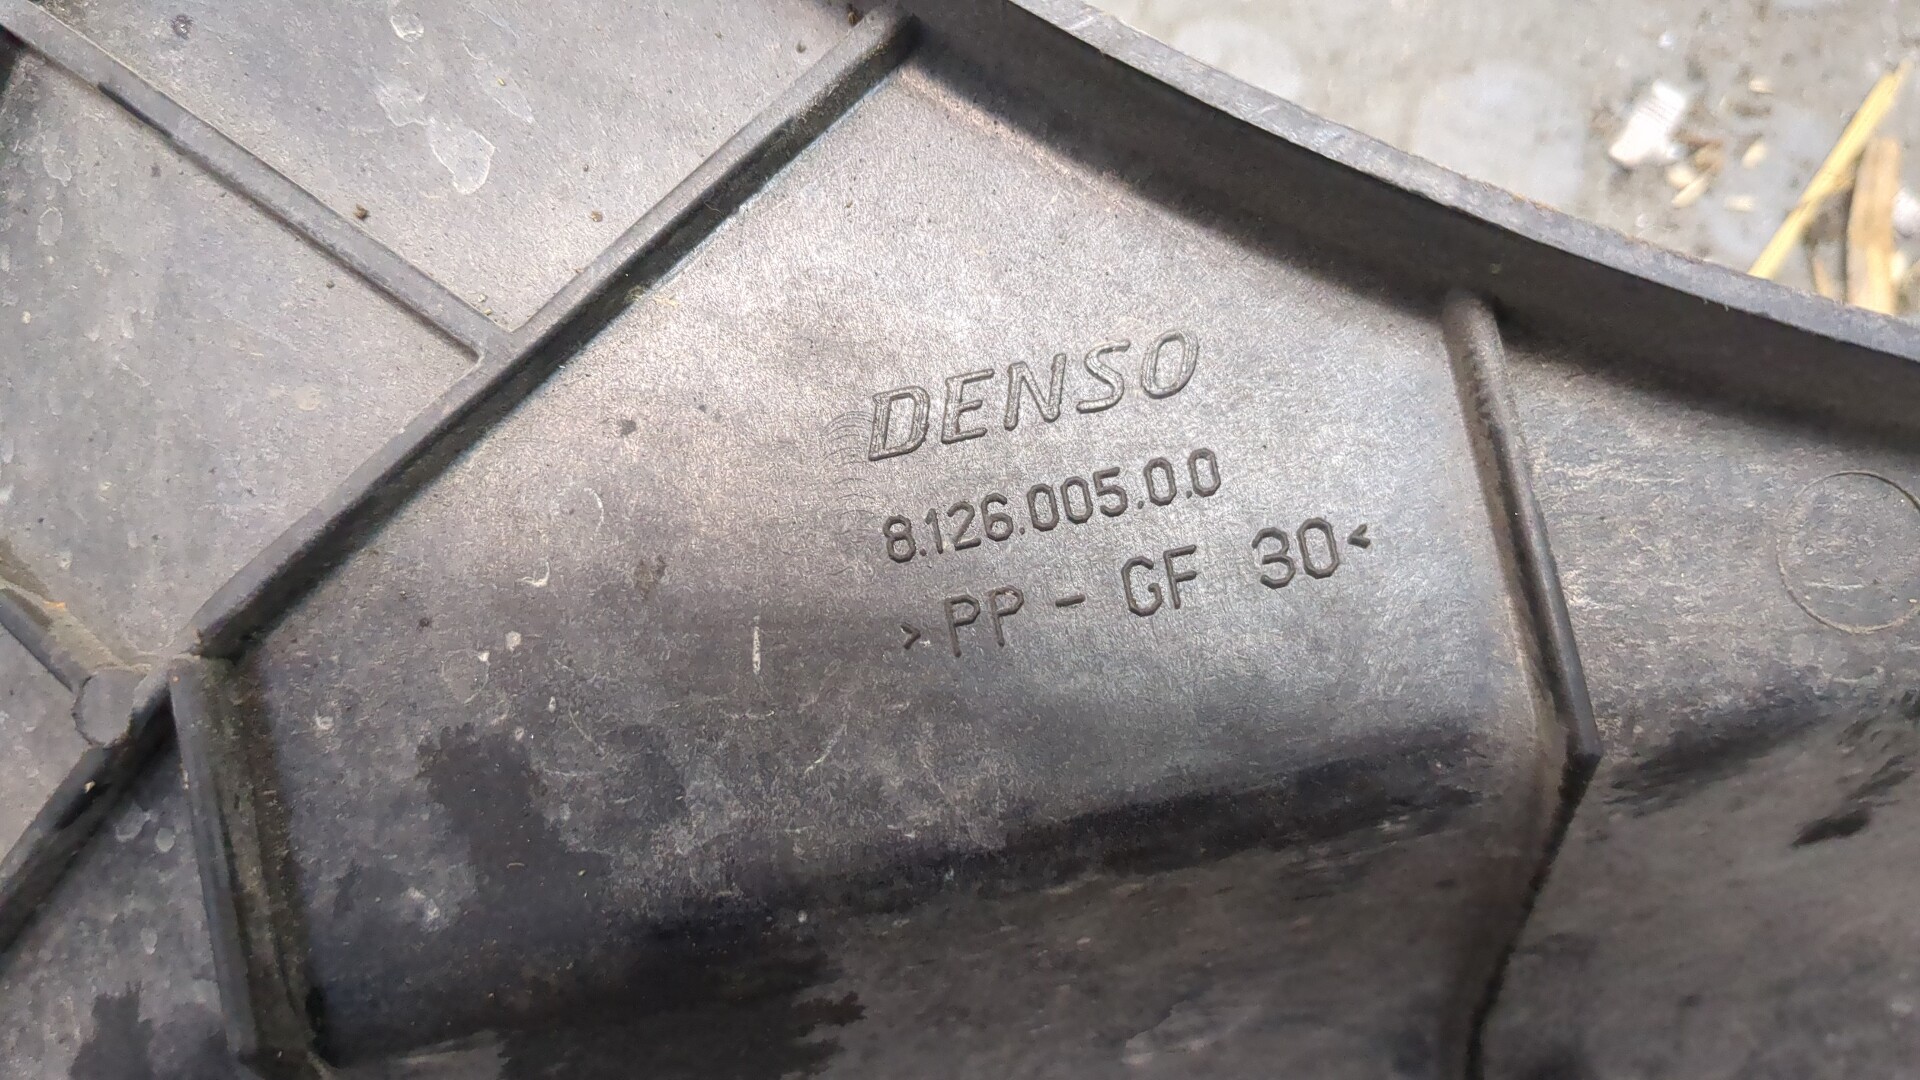 DENSO
8.126.005.0.0
>PP - GF 30<